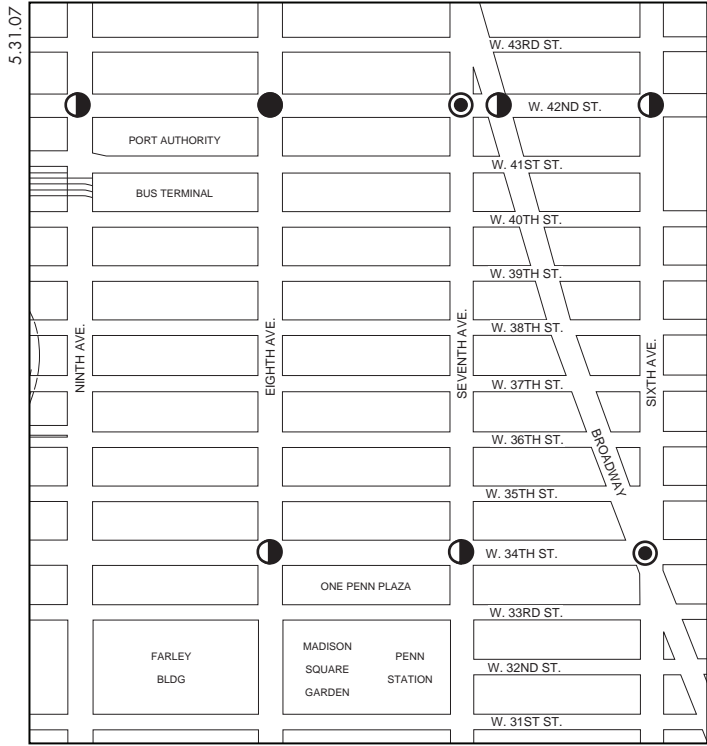 5.31.07
W. 43RD ST.
W. 42ND ST.
PORT AUTHORITY
W. 41ST ST.
BUS TERMINAL
W. 40TH ST.
W. 39TH ST.
W. 38TH ST.
NINTH AVE.
EIGHTH AVE.
SEVENTH AVE.
SIXTH AVE.
W. 37TH ST.
W. 36TH ST.
BROADWAY
W. 35TH ST.
W. 34TH ST.
ONE PENN PLAZA
W. 33RD ST.
FARLEY
BLDG
MADISON
SQUARE
GARDEN
PENN
STATION
W. 32ND ST.
W. 31ST ST.